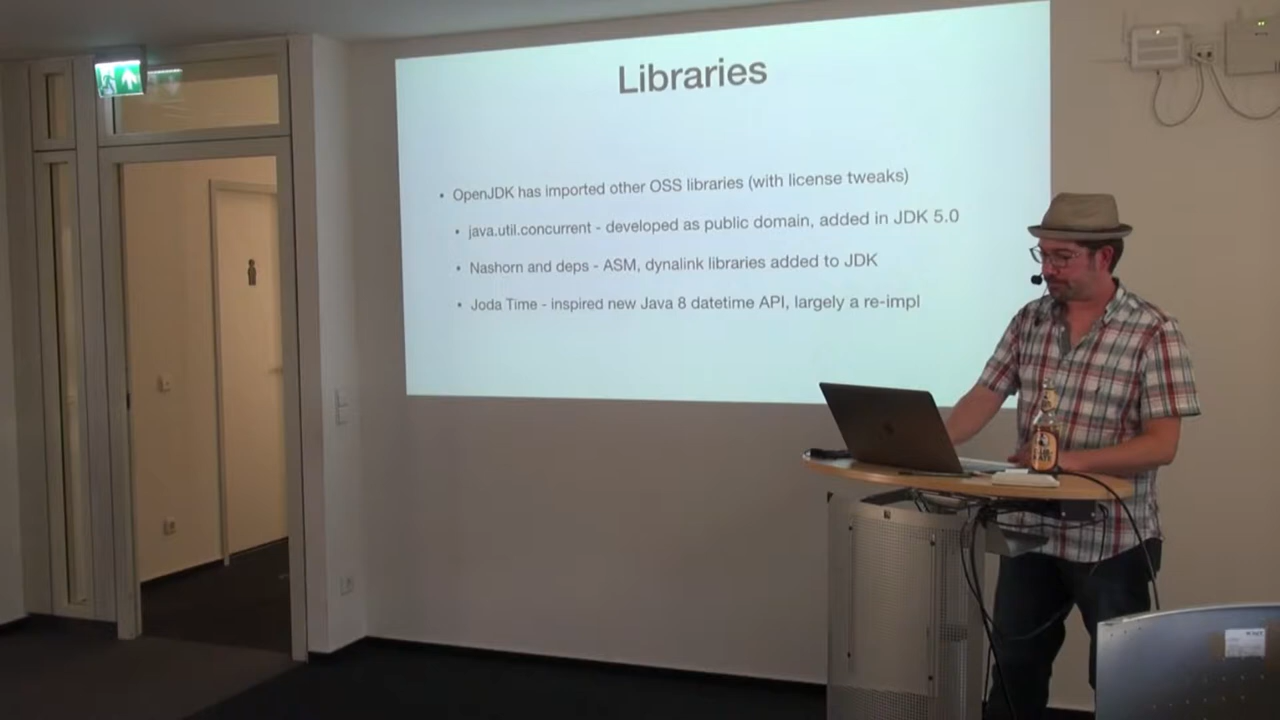 Libraries
• OpenJDK has imported other OSS libraries (with license tweaks)
• java.util.concurrent - developed as public domain, added in JDK 5.0
• Nashorn and deps - ASM, dynalink libraries added to JDK
• Joda Time - inspired new Java 8 datetime API, largely a re-impl